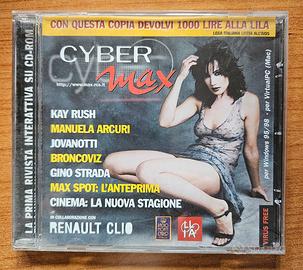 CON QUESTA COPIA DEVOLVI 1000 LIRE ALLA LILA
LEGA ITALIANA LOTTA ALL'AIDS
LA PRIMA RIVISTA INTERATTIVA SU CD-ROM
CYBER
max
http://www.max.rcs.it
KAY RUSH
MANUELA ARCURI
JOVANOTTI
BRONCOVIZ
GINO STRADA
MAX SPOT: L'ANTEPRIMA
CINEMA: LA NUOVA STAGIONE
IN COLLABORAZIONE CON
RENAULT CLIO
per Windows 95/98 - per VirtualPC (Mac)
VIRUS FREE